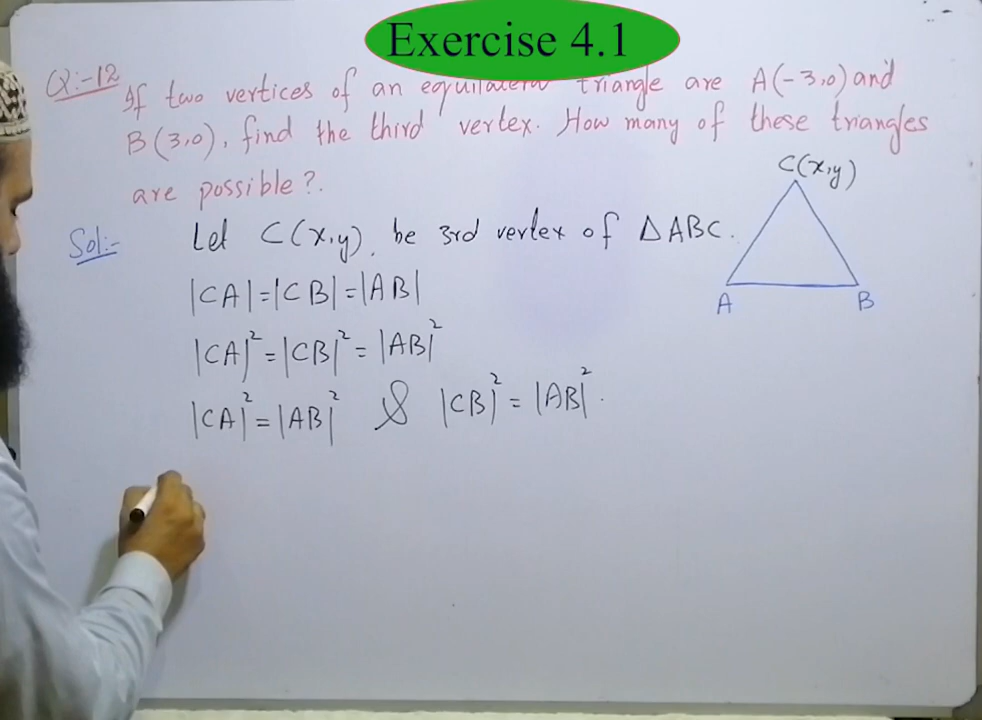 Exercise 4.1
Q:-12 If two vertices of an equilateral triangle are A(-3,0) and
B(3,0), find the third vertex. How many of these triangles
are possible?.
C(x,y)
A
B
Sol:- Let C(x,y), be 3rd vertex of △ABC.
|CA|=|CB|=|AB|
|CA|²=|CB|²=|AB|²
|CA|²=|AB|² & |CB|²=|AB|².